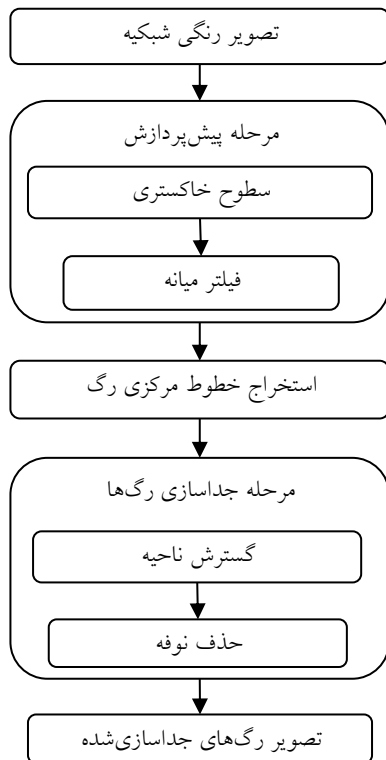 تصویر رنگی شبکیه
مرحله پیش‌پردازش
سطوح خاکستری
فیلتر میانه
استخراج خطوط مرکزی رگ
مرحله جداسازی رگ‌ها
گسترش ناحیه
حذف نوفه
تصویر رگ‌های جداسازی‌شده